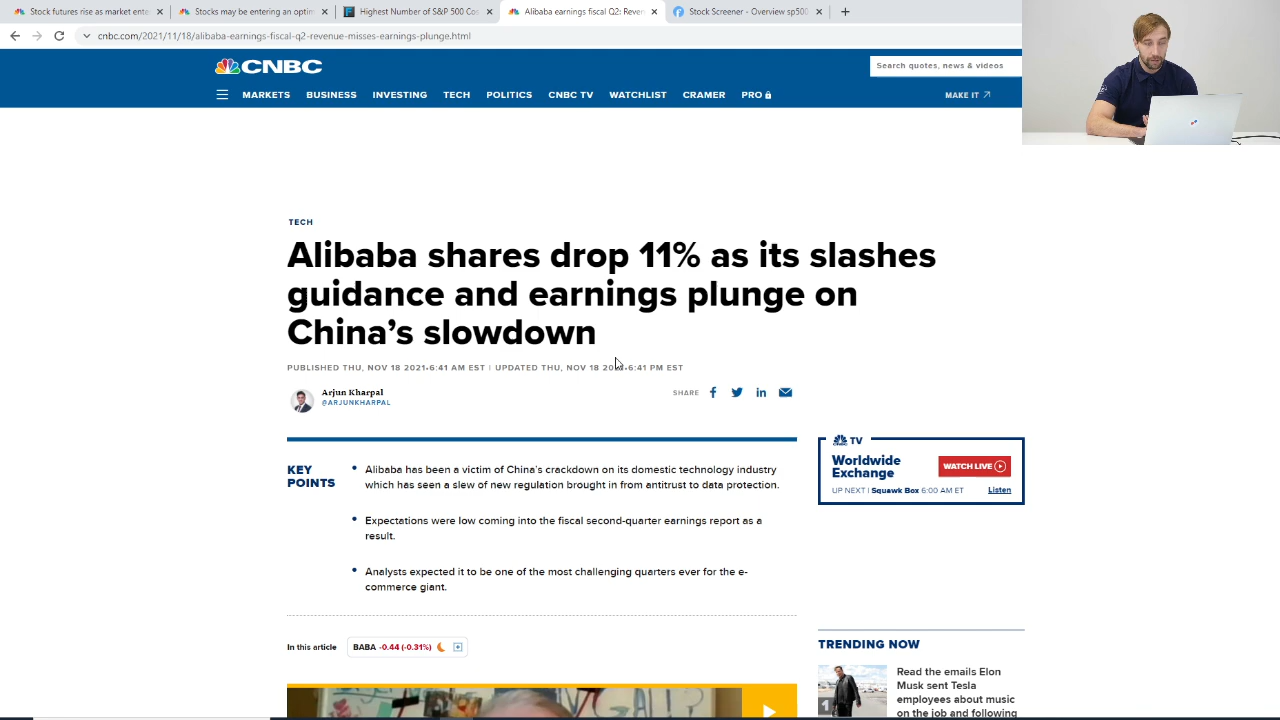 Stock futures rise as market ente
Stocks may be entering an optim
Highest Number of S&P 500 Co
Alibaba earnings fiscal Q2: Reve
Stock Screener - Overview sp500
cnbc.com/2021/11/18/alibaba-earnings-fiscal-q2-revenue-misses-earnings-plunge.html
CNBC
Search quotes, news & videos
MARKETS BUSINESS INVESTING TECH POLITICS CNBC TV WATCHLIST CRAMER PRO MAKE IT
TECH
Alibaba shares drop 11% as its slashes
guidance and earnings plunge on
China’s slowdown
PUBLISHED THU, NOV 18 2021•6:41 AM EST | UPDATED THU, NOV 18 20 •6:41 PM EST
Arjun Kharpal
@ARJUNKHARPAL
SHARE
KEY
POINTS
Alibaba has been a victim of China’s crackdown on its domestic technology industry
which has seen a slew of new regulation brought in from antitrust to data protection.
Expectations were low coming into the fiscal second-quarter earnings report as a
result.
Analysts expected it to be one of the most challenging quarters ever for the e-
commerce giant.
In this article
BABA -0.44 (-0.31%)
CNBC TV
Worldwide
Exchange
WATCH LIVE
UP NEXT | Squawk Box 6:00 AM ET
Listen
TRENDING NOW
1
Read the emails Elon
Musk sent Tesla
employees about music
on the job and following